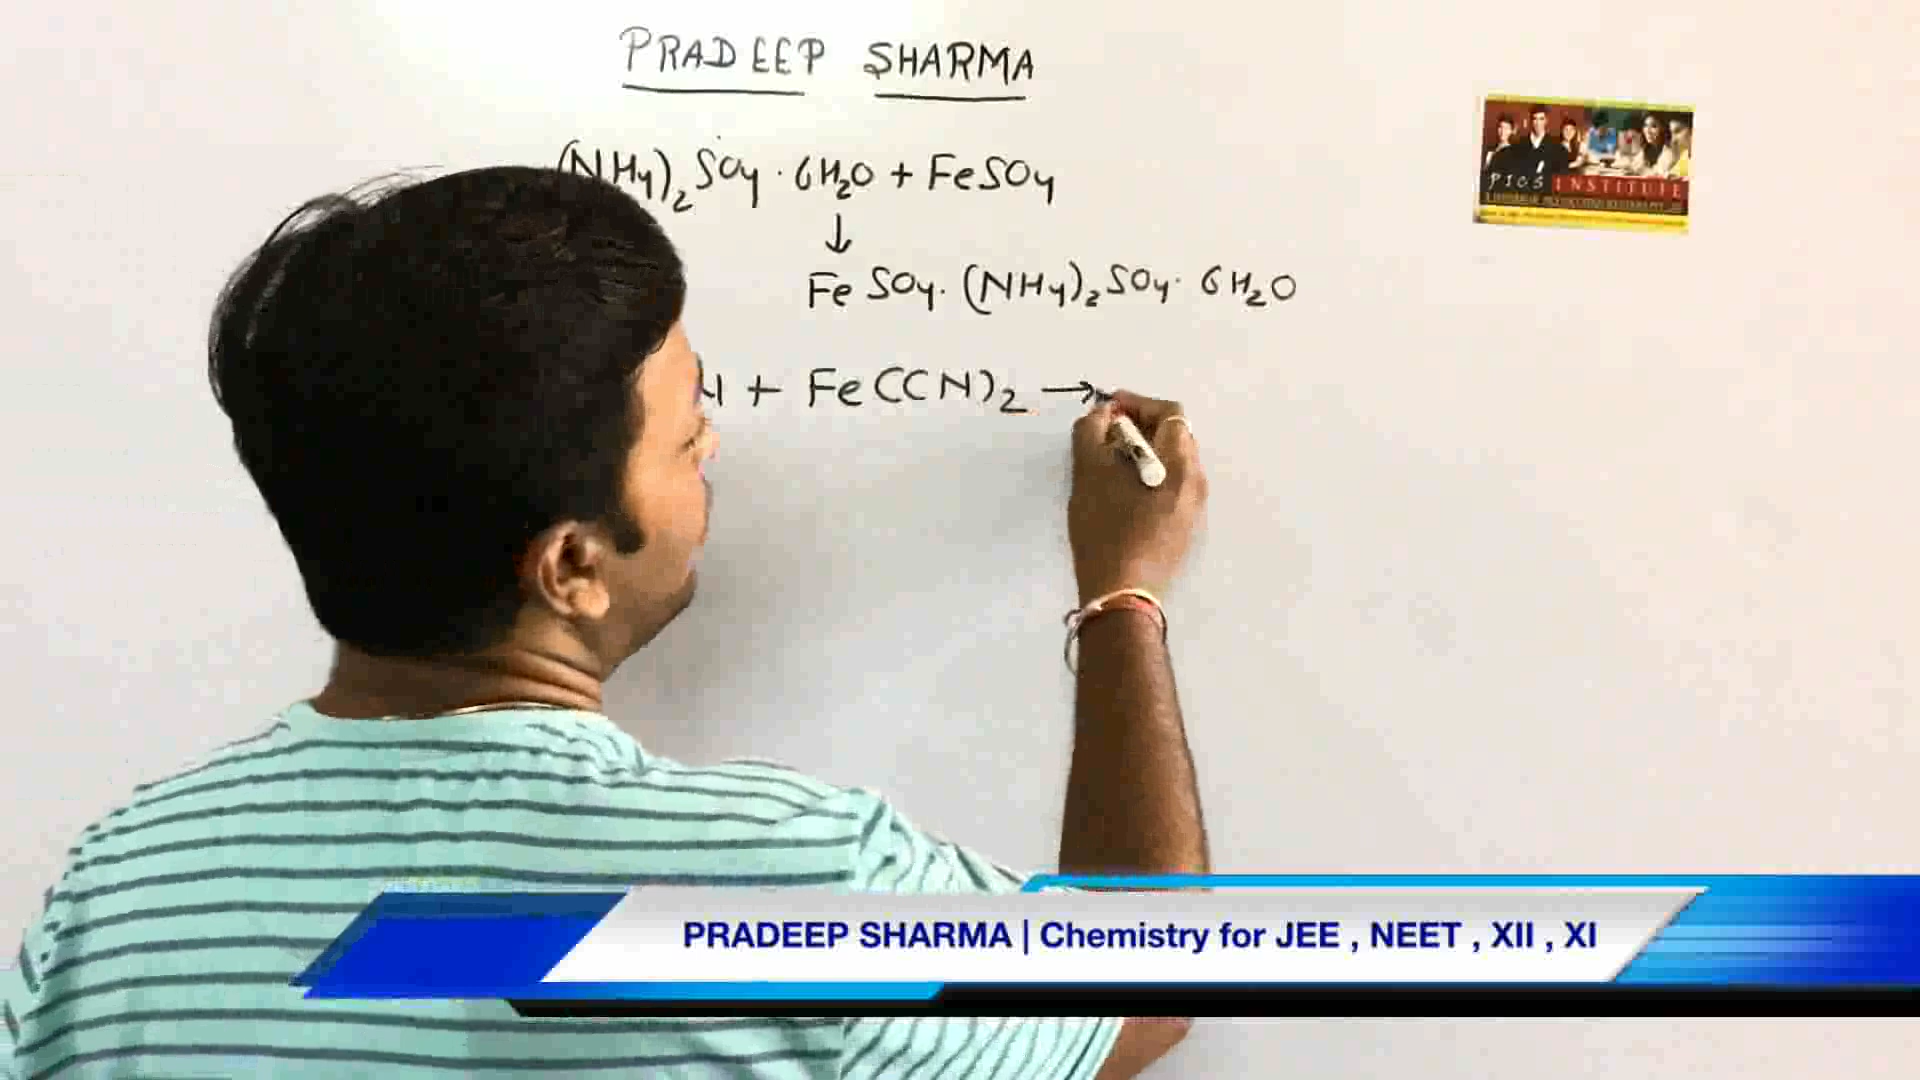 PRADEEP SHARMA
(NH4)2SO4·6H2O + FeSO4
↓
FeSO4·(NH4)2SO4·6H2O
+ Fe(CN)2 →
PICS INSTITUTE
PRADEEP SHARMA | Chemistry for JEE , NEET , XII , XI